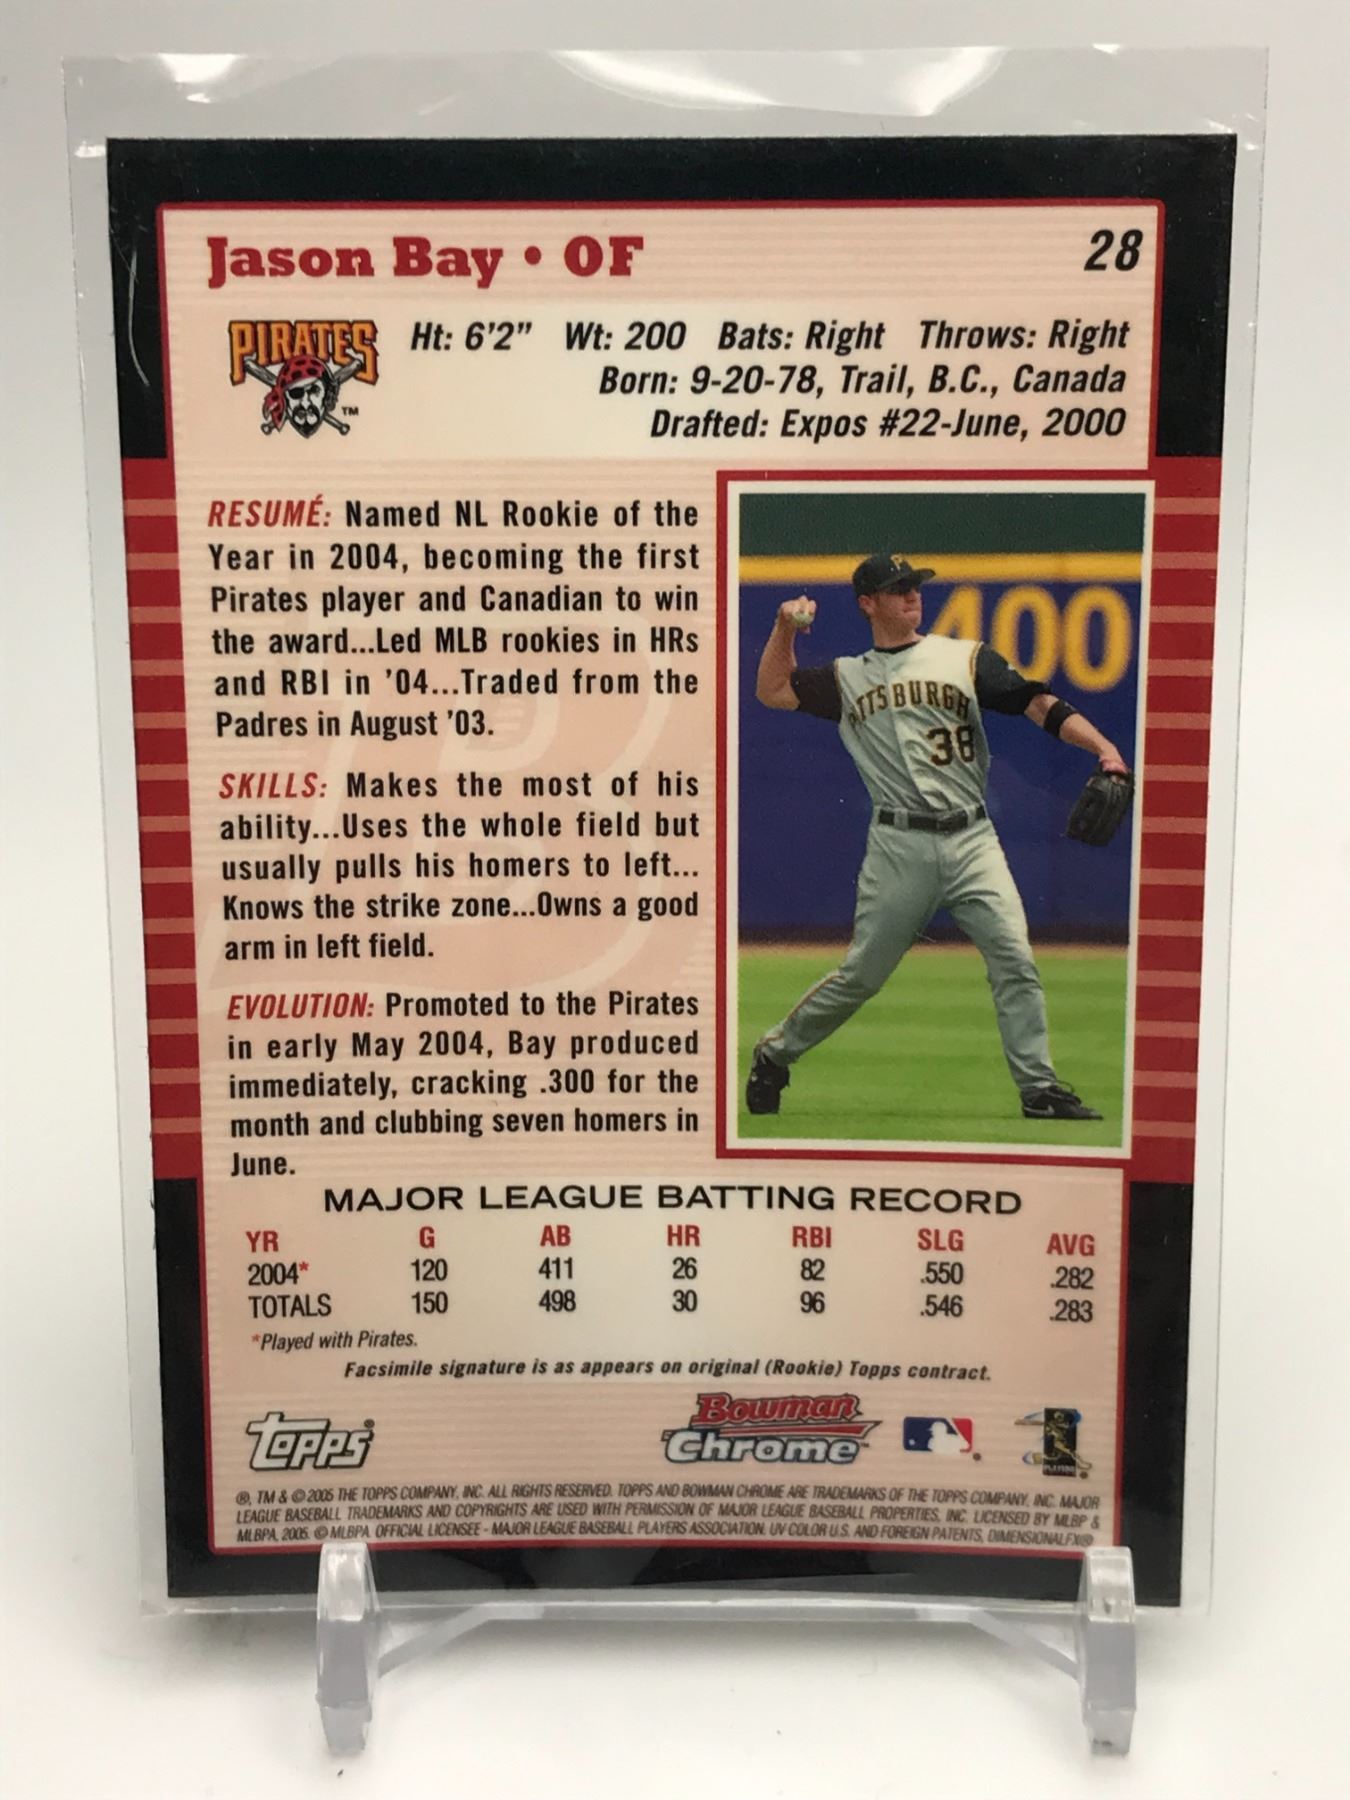 Jason Bay • OF
28
PIRATES
TM
Ht: 6'2" Wt: 200 Bats: Right Throws: Right
Born: 9-20-78, Trail, B.C., Canada
Drafted: Expos #22-June, 2000
RESUMÉ: Named NL Rookie of the
Year in 2004, becoming the first
Pirates player and Canadian to win
the award...Led MLB rookies in HRs
and RBI in '04...Traded from the
Padres in August '03.
SKILLS: Makes the most of his
ability...Uses the whole field but
usually pulls his homers to left...
Knows the strike zone...Owns a good
arm in left field.
EVOLUTION: Promoted to the Pirates
in early May 2004, Bay produced
immediately, cracking .300 for the
month and clubbing seven homers in
June.
400
P
PITTSBURGH
38
B
MAJOR LEAGUE BATTING RECORD
YR G AB HR RBI SLG AVG
2004* 120 411 26 82 .550 .282
TOTALS 150 498 30 96 .546 .283
*Played with Pirates.
Facsimile signature is as appears on original (Rookie) Topps contract.
Topps®
Bowman
Chrome™
PLAYERS
®, TM & © 2005 THE TOPPS COMPANY, INC. ALL RIGHTS RESERVED. TOPPS AND BOWMAN CHROME ARE TRADEMARKS OF THE TOPPS COMPANY, INC. MAJOR
LEAGUE BASEBALL TRADEMARKS AND COPYRIGHTS ARE USED WITH PERMISSION OF MAJOR LEAGUE BASEBALL PROPERTIES, INC. LICENSED BY MLBP &
MLBPA, 2005. © MLBPA. OFFICIAL LICENSEE - MAJOR LEAGUE BASEBALL PLAYERS ASSOCIATION. UV COLOR U.S. AND FOREIGN PATENTS, DIMENSIONALFX®